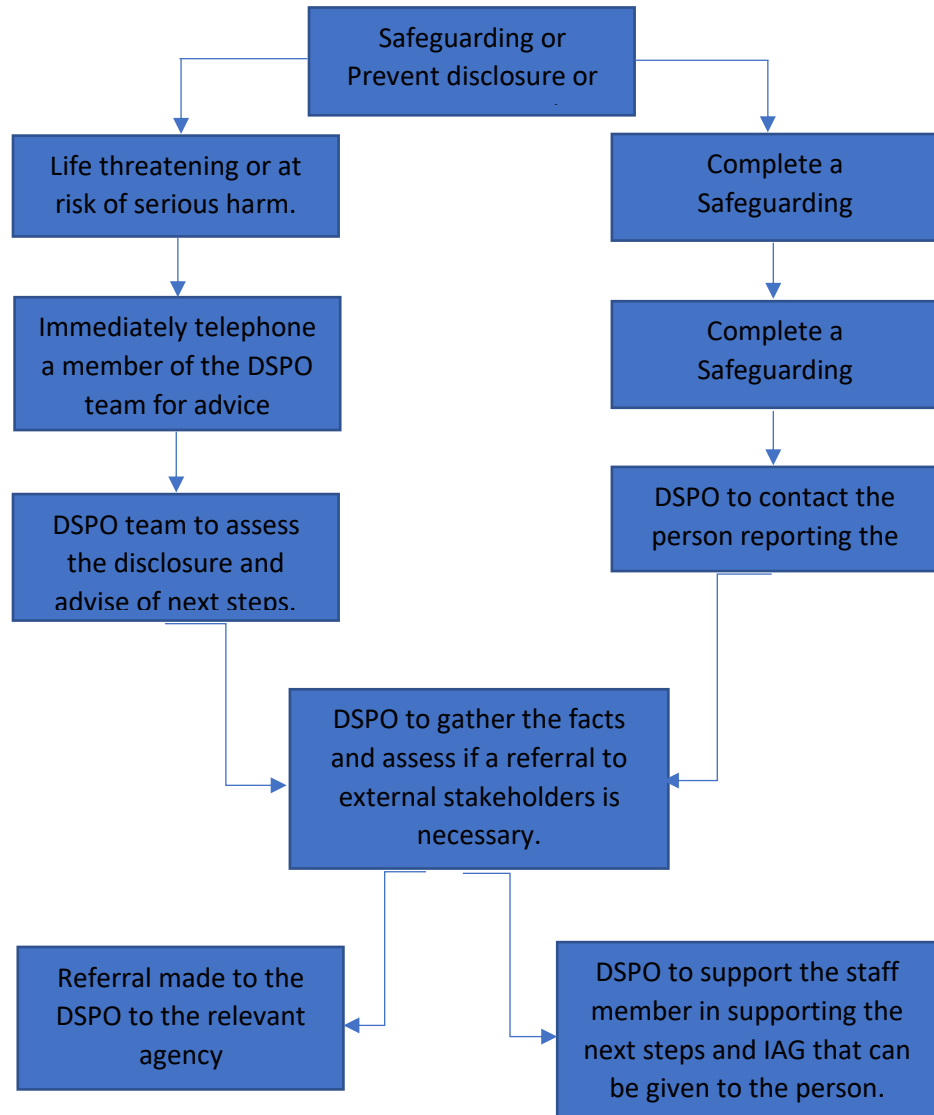 Safeguarding or
Prevent disclosure or
Life threatening or at
risk of serious harm.
Complete a
Safeguarding
Immediately telephone
a member of the DSPO
team for advice
Complete a
Safeguarding
DSPO team to assess
the disclosure and
advise of next steps.
DSPO to contact the
person reporting the
DSPO to gather the facts
and assess if a referral to
external stakeholders is
necessary.
Referral made to the
DSPO to the relevant
agency
DSPO to support the staff
member in supporting the
next steps and IAG that can
be given to the person.